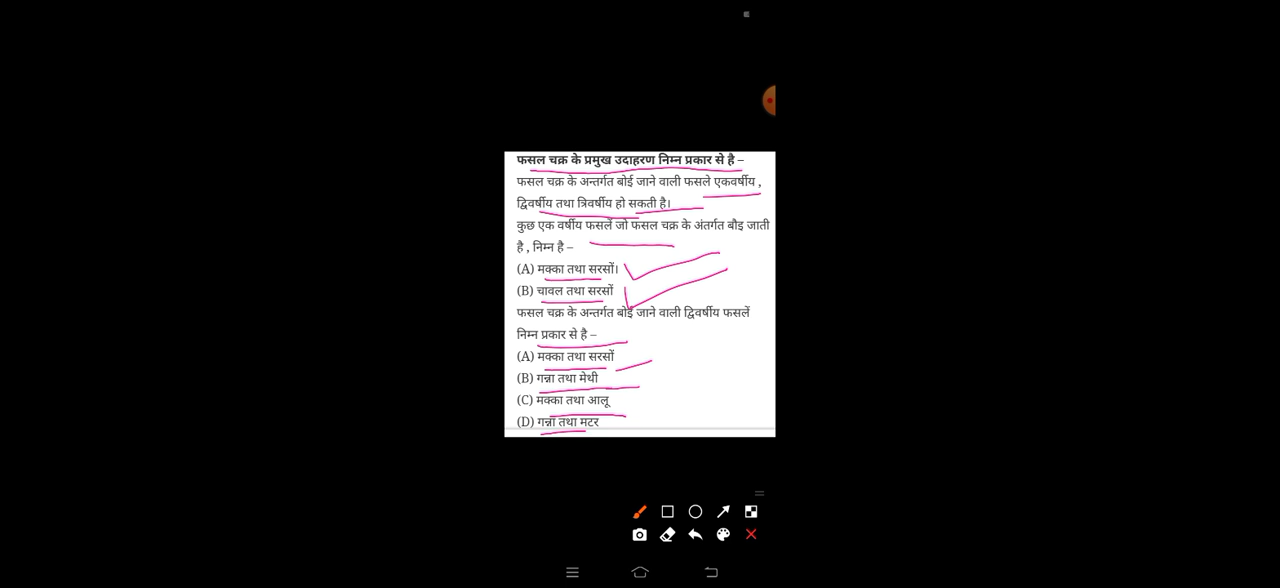 फसल चक्र के प्रमुख उदाहरण निम्न प्रकार से है –
फसल चक्र के अन्तर्गत बोई जाने वाली फसले एकवर्षीय ,
द्विवर्षीय तथा त्रिवर्षीय हो सकती है।
कुछ एक वर्षीय फसलें जो फसल चक्र के अंतर्गत बौइ जाती
है , निम्न है –
(A) मक्का तथा सरसों।
(B) चावल तथा सरसों
फसल चक्र के अन्तर्गत बोई जाने वाली द्विवर्षीय फसलें
निम्न प्रकार से है –
(A) मक्का तथा सरसों
(B) गन्ना तथा मेथी
(C) मक्का तथा आलू
(D) गन्ना तथा मटर